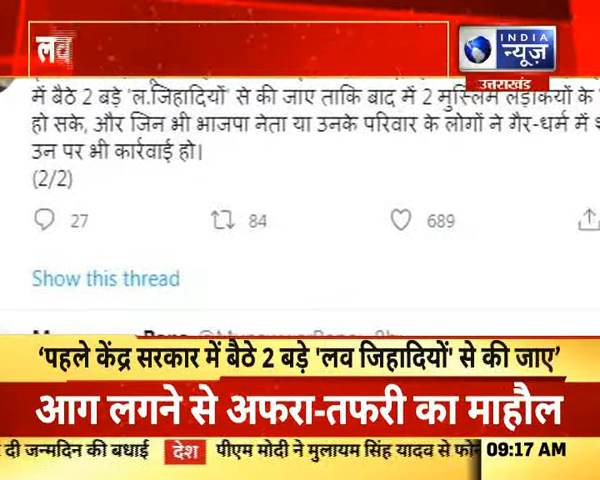 लव
INDIA
न्यूज़
उत्तराखंड
में बैठे 2 बड़े 'ल.जिहादियों' से की जाए ताकि बाद में 2 मुस्लिम लड़कियों के
हो सके, और जिन भी भाजपा नेता या उनके परिवार के लोगों ने गैर-धर्म में
उन पर भी कार्रवाई हो।
(2/2)
27 84 689
Show this thread
‘पहले केंद्र सरकार में बैठे 2 बड़े 'लव जिहादियों' से की जाए’
आग लगने से अफरा-तफरी का माहौल
दी जन्मदिन की बधाई देश पीएम मोदी ने मुलायम सिंह यादव से फोन 09:17 AM